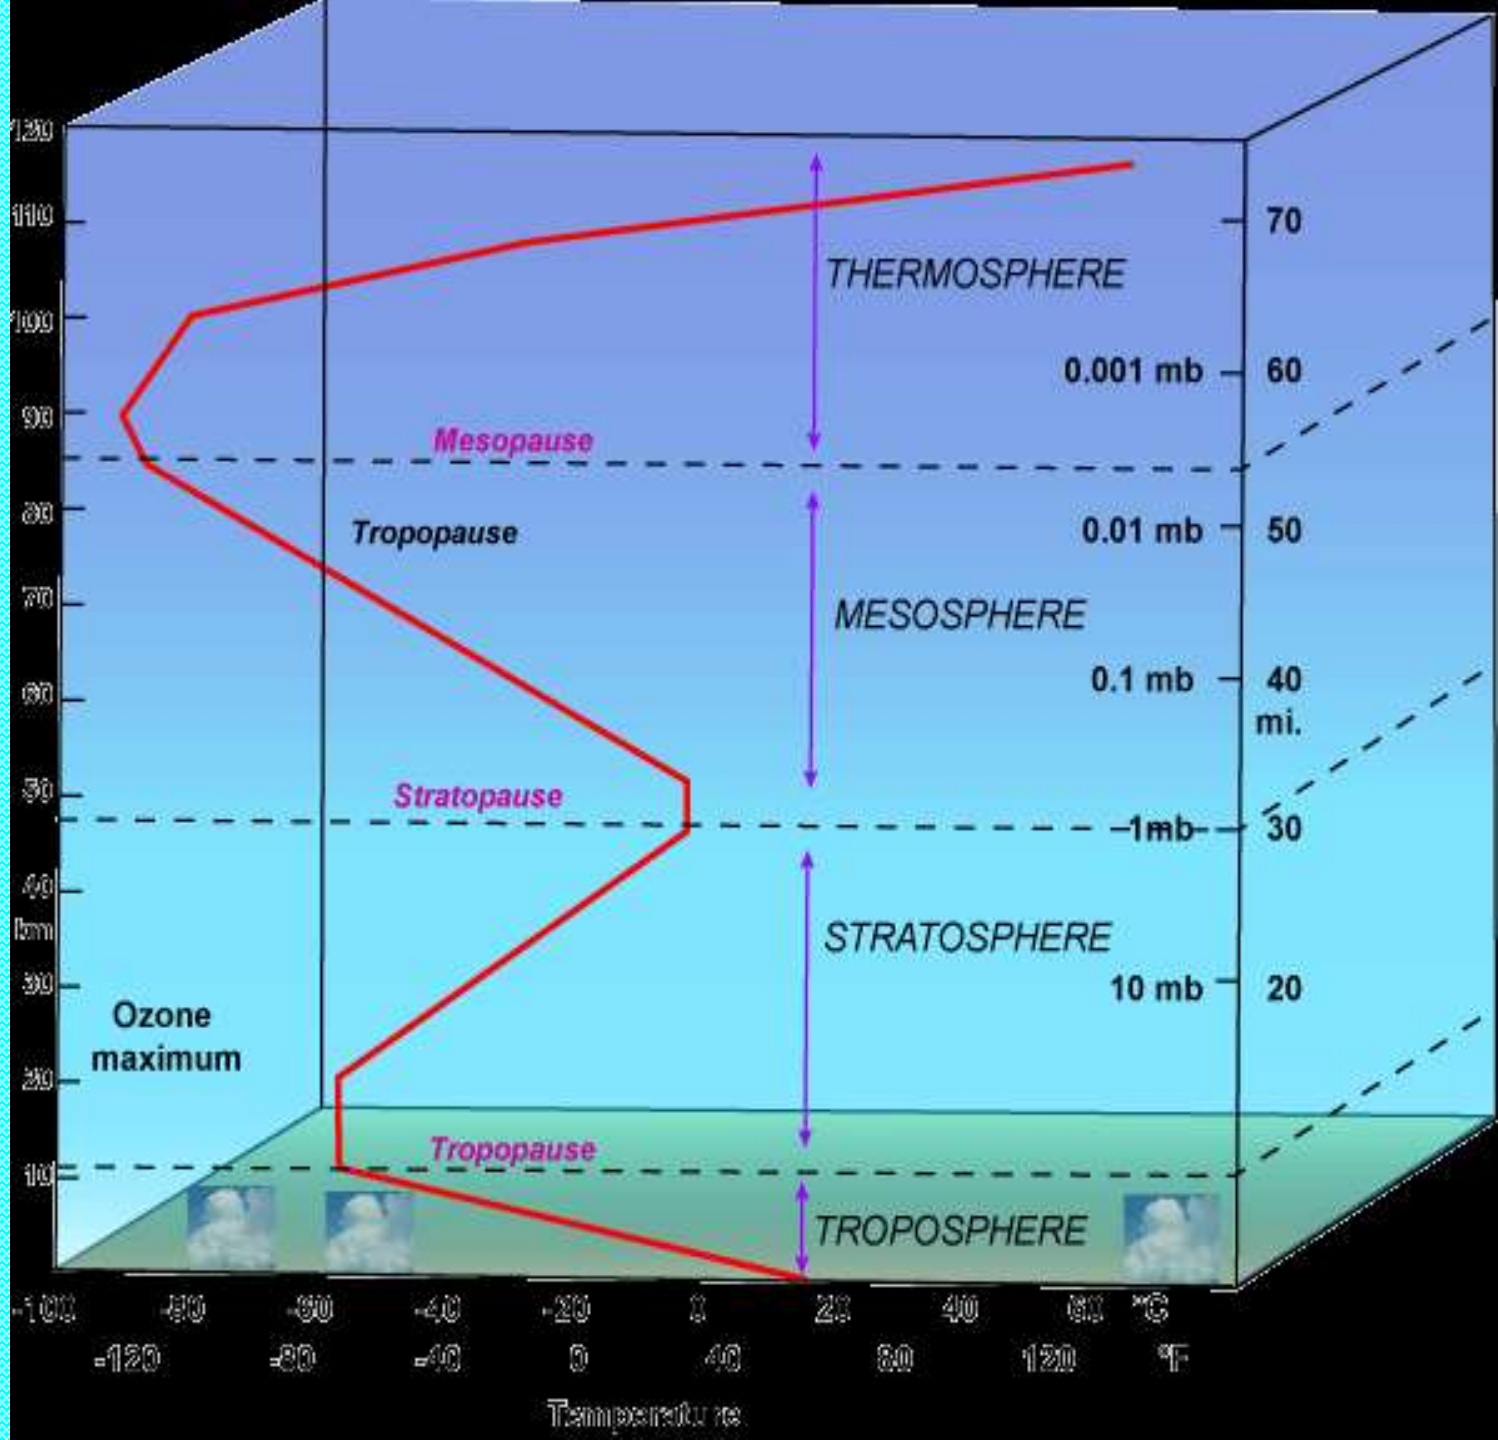 120
110
70
THERMOSPHERE
100
0.001 mb
60
90
Mesopause
80
Tropopause
0.01 mb
50
70
MESOSPHERE
60
0.1 mb
40
mi.
50
Stratopause
1mb
30
40
km
STRATOSPHERE
30
10 mb
20
Ozone
maximum
20
10
Tropopause
TROPOSPHERE
-100 -80 -60 -40 -20 0 20 40 60 °C
-120 -80 -40 0 40 80 120 °F
Temperature